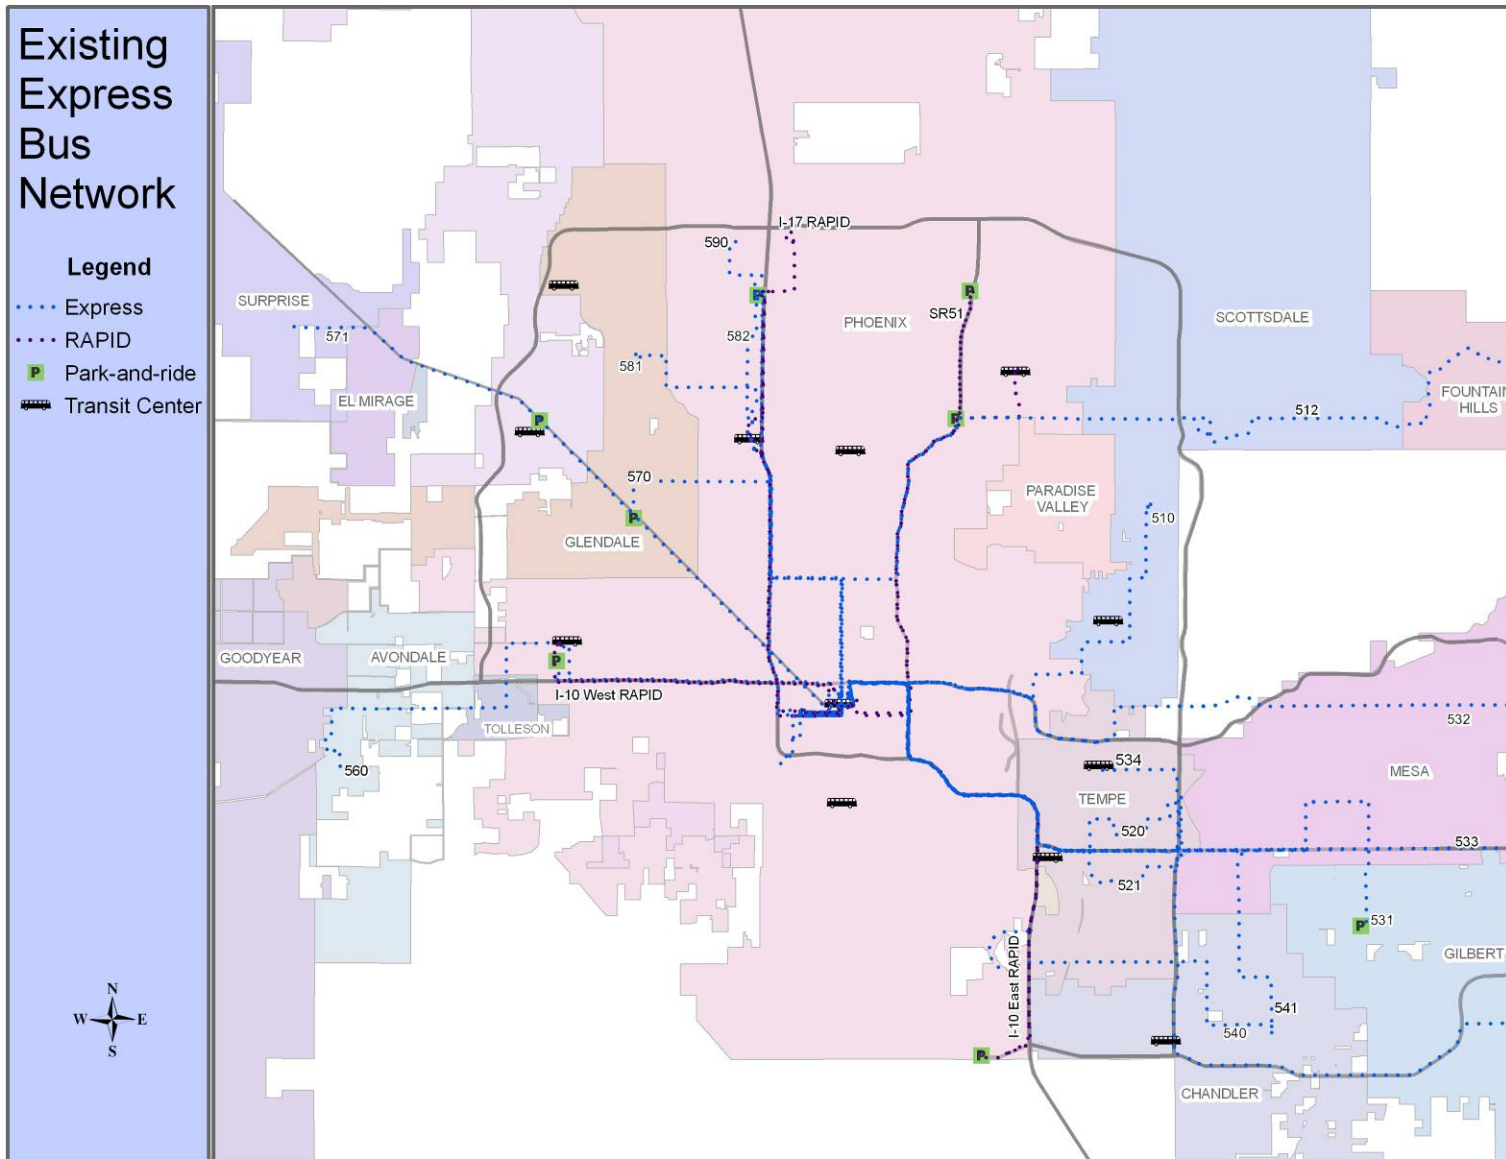 Existing
Express
Bus
Network
Legend
Express
RAPID
P
Park-and-ride
Transit Center
N
W
E
S
I-17 RAPID
590
P
P
SURPRISE
SR51
PHOENIX
SCOTTSDALE
571
582
581
EL MIRAGE
FOUNTAIN
HILLS
512
P
P
570
PARADISE
VALLEY
510
P
GLENDALE
GOODYEAR
AVONDALE
P
I-10 West RAPID
TOLLESON
532
560
534
MESA
TEMPE
520
533
521
P
531
I-10 East RAPID
GILBERT
541
540
P
CHANDLER